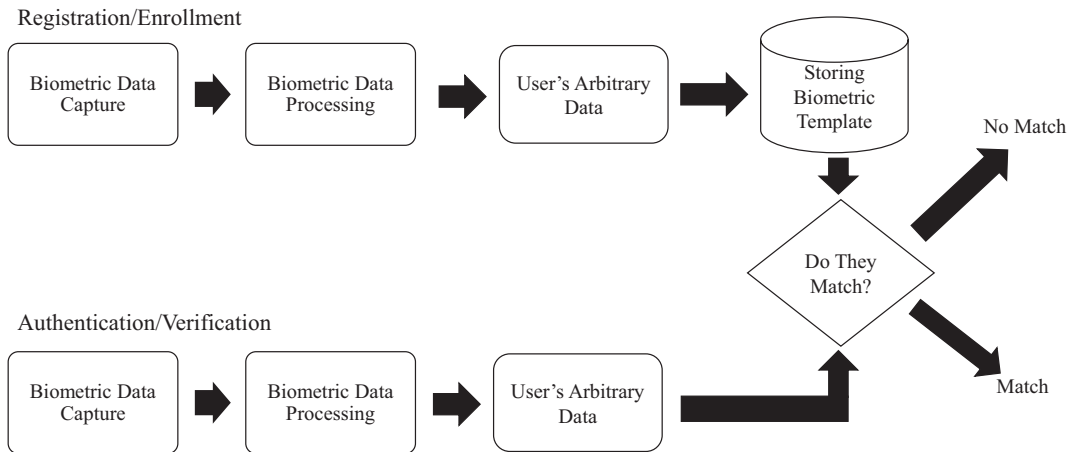 Registration/Enrollment
Biometric Data
Capture
Biometric Data
Processing
User's Arbitrary
Data
Storing
Biometric
Template
No Match
Do They
Match?
Match
Authentication/Verification
Biometric Data
Capture
Biometric Data
Processing
User's Arbitrary
Data